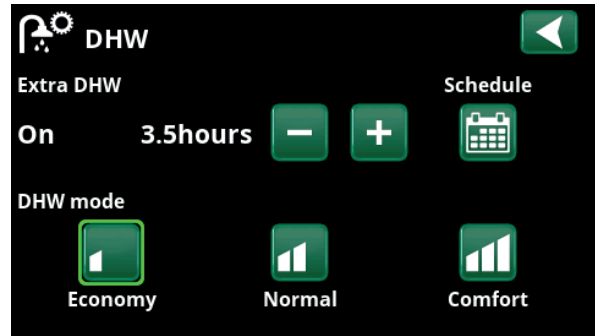 DHW
Extra DHW Schedule
On 3.5hours
DHW mode
Economy Normal Comfort